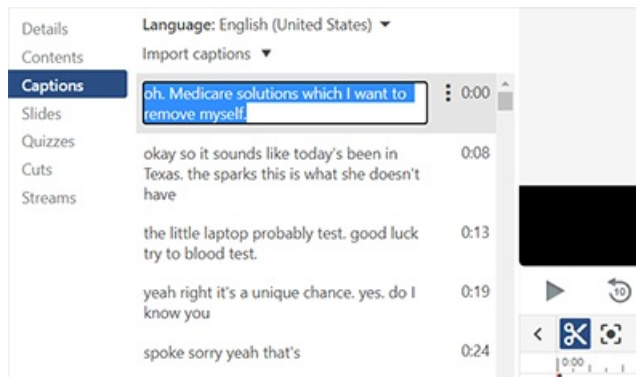 Details
Contents
Captions
Slides
Quizzes
Cuts
Streams
Language: English (United States)
Import captions
oh. Medicare solutions which I want to
remove myself.
0:00
okay so it sounds like today's been in
Texas. the sparks this is what she doesn't
have
0:08
the little laptop probably test. good luck
try to blood test.
0:13
yeah right it's a unique chance. yes. do I
know you
0:19
spoke sorry yeah that's
0:24
10
0:00